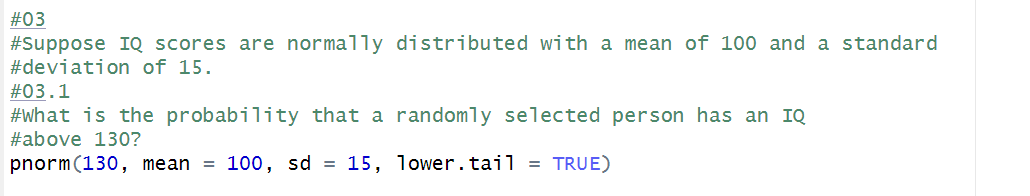 #03
#Suppose IQ scores are normally distributed with a mean of 100 and a standard
#deviation of 15.
#03.1
#What is the probability that a randomly selected person has an IQ
#above 130?
pnorm(130, mean = 100, sd = 15, lower.tail = TRUE)